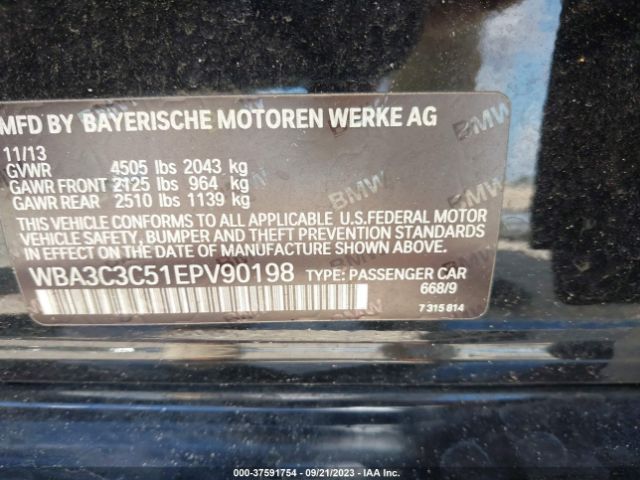 MFD BY BAYERISCHE MOTOREN WERKE AG
11/13
GVWR 4505 lbs 2043 kg
GAWR FRONT 2125 lbs 964 kg
GAWR REAR 2510 lbs 1139 kg
THIS VEHICLE CONFORMS TO ALL APPLICABLE U.S.FEDERAL MOTOR
VEHICLE SAFETY, BUMPER AND THEFT PREVENTION STANDARDS
IN EFFECT ON THE DATE OF MANUFACTURE SHOWN ABOVE.
WBA3C3C51EPV90198 TYPE: PASSENGER CAR
668/9
7 315 814
BMW
BMW
BMW
000-37591754 - 09/21/2023 - IAA Inc.